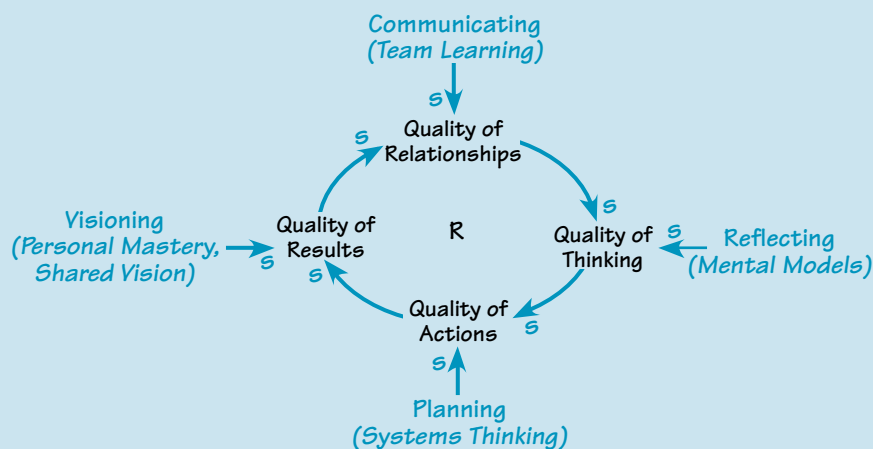 Communicating
(Team Learning)
s
Quality of
Relationships
s
s
Visioning
(Personal Mastery,
Shared Vision)
s
Quality of
Results
s
R
Quality of
Thinking
s
Reflecting
(Mental Models)
Quality of
Actions
s
s
Planning
(Systems Thinking)